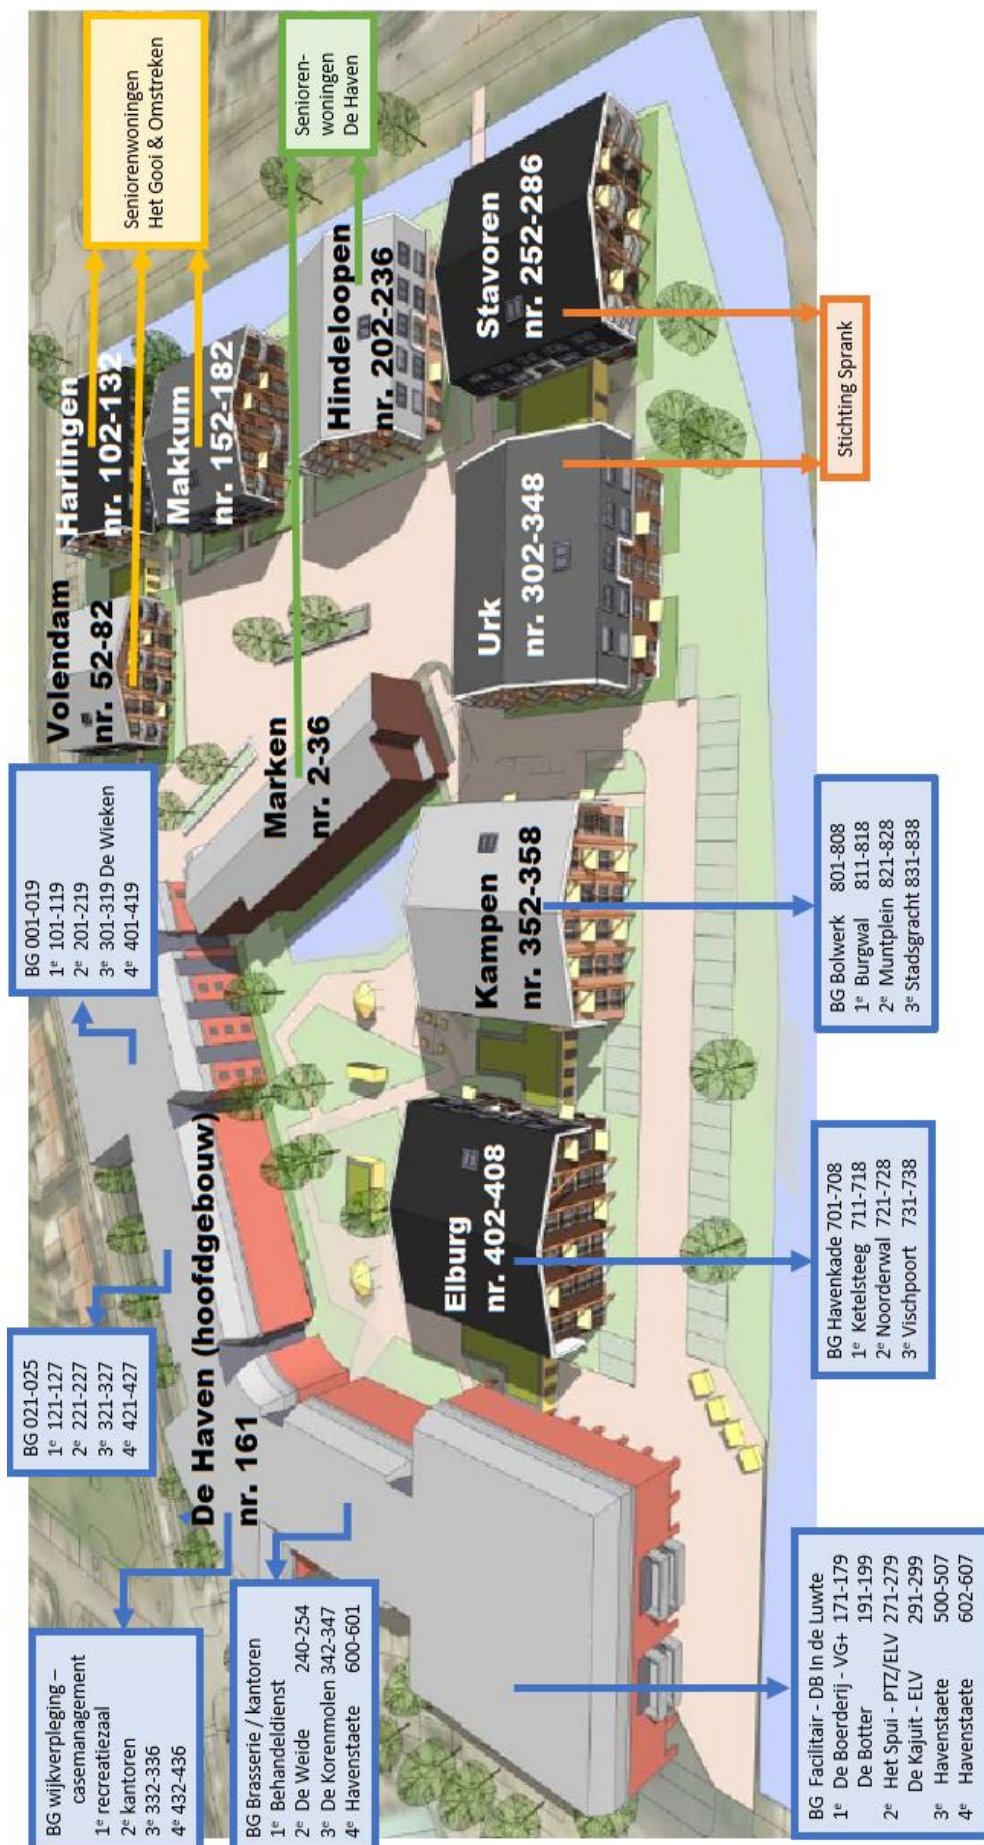 BG wijkverpleging –
casemanagement
1e recreatiezaal
2e kantoren
3e 332-336
4e 432-436
BG 021-025
1e 121-127
2e 221-227
3e 321-327
4e 421-427
BG 001-019
1e 101-119
2e 201-219
3e 301-319 De Wieken
4e 401-419
Volendam
nr. 52-82
Harlingen
nr. 102-132
Makkum
nr. 152-182
Seniorenwoningen
Het Gooi & Omstreken
BG Brasserie / kantoren
1e Behandeldienst
2e De Weide 240-254
3e De Korenmolen 342-347
4e Havenstaete 600-601
De Haven (hoofdgebouw)
nr. 161
Marken
nr. 2-36
Hindeloopen
nr. 202-236
Senioren-
woningen
De Haven
Elburg
nr. 402-408
Kampen
nr. 352-358
Urk
nr. 302-348
Stavoren
nr. 252-286
BG Facilitair - DB In de Luwte
1e De Boerderij - VG+ 171-179
De Botter 191-199
2e Het Spui - PTZ/ELV 271-279
De Kajuit - ELV 291-299
3e Havenstaete 500-507
4e Havenstaete 602-607
BG Havenkade 701-708
1e Ketelsteeg 711-718
2e Noorderwal 721-728
3e Vischpoort 731-738
BG Bolwerk 801-808
1e Burgwal 811-818
2e Muntplein 821-828
3e Stadsgracht 831-838
Stichting Sprank